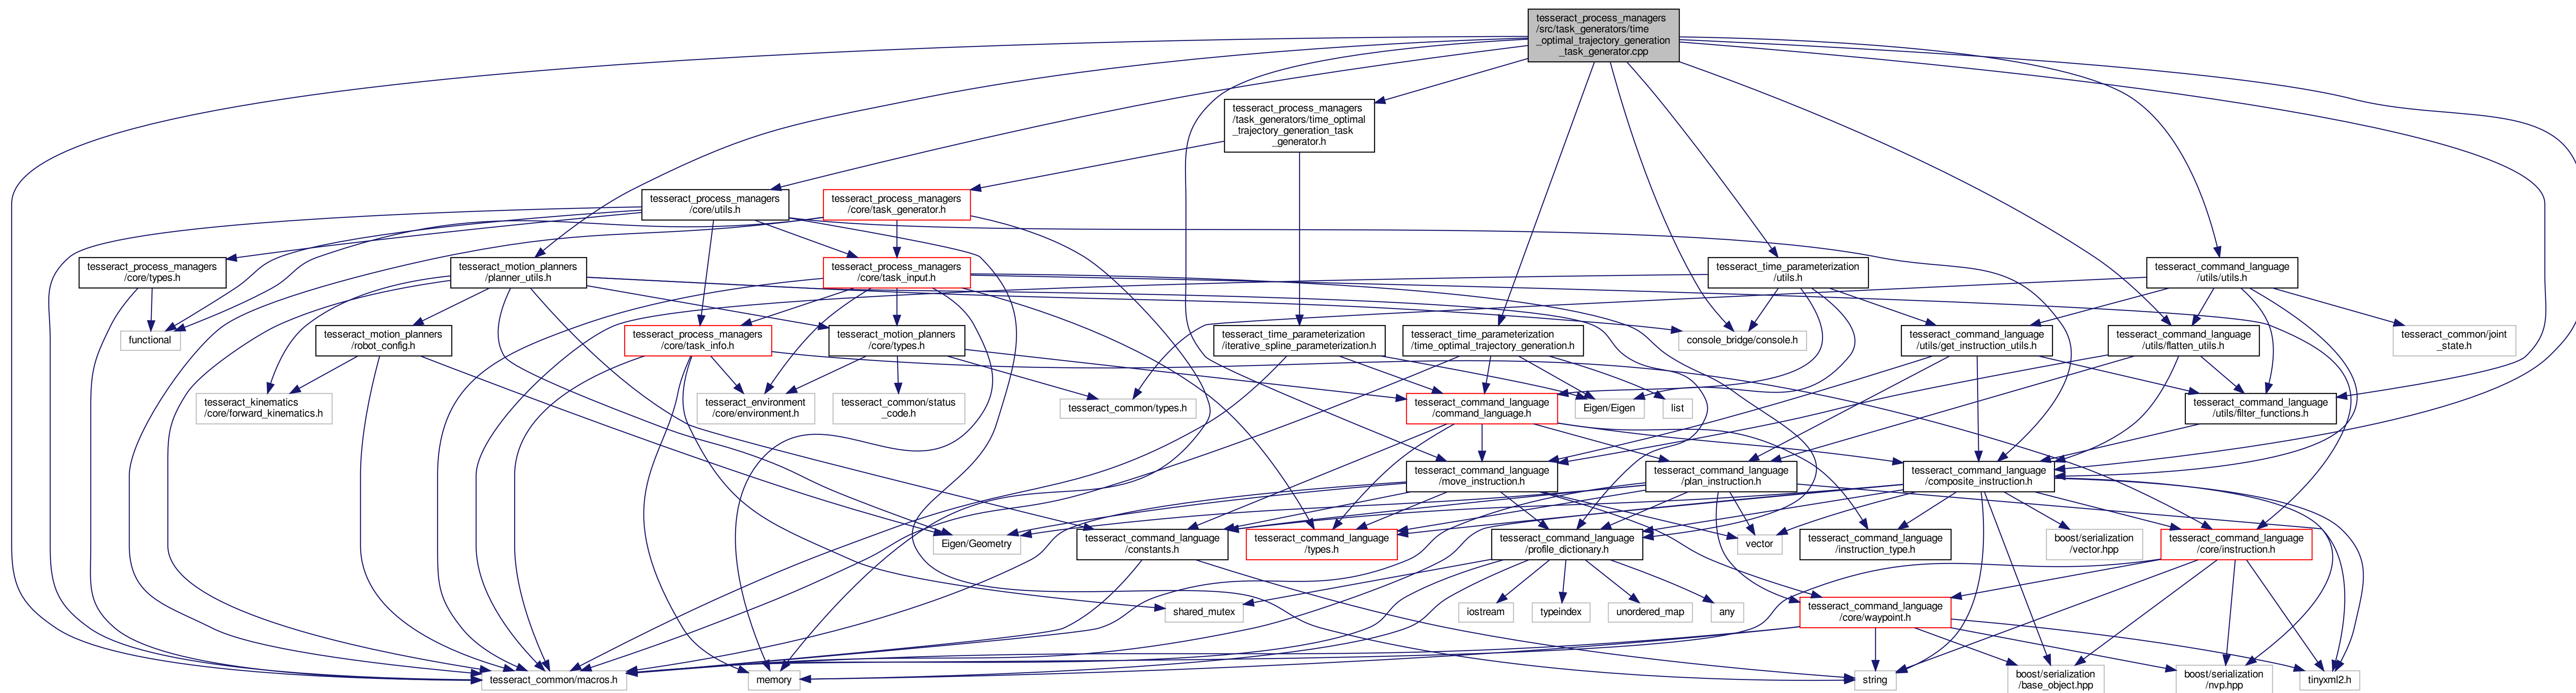 tesseract_process_managers
/src/task_generators/time
_optimal_trajectory_generation
_task_generator.cpp
tesseract_process_managers
/task_generators/time_optimal
_trajectory_generation_task
_generator.h
tesseract_process_managers
/core/utils.h
tesseract_process_managers
/core/task_generator.h
tesseract_process_managers
/core/types.h
tesseract_motion_planners
/planner_utils.h
tesseract_process_managers
/core/task_input.h
tesseract_time_parameterization
/utils.h
tesseract_command_language
/utils/utils.h
functional
tesseract_motion_planners
/robot_config.h
tesseract_process_managers
/core/task_info.h
tesseract_motion_planners
/core/types.h
tesseract_time_parameterization
/iterative_spline_parameterization.h
tesseract_time_parameterization
/time_optimal_trajectory_generation.h
console_bridge/console.h
tesseract_command_language
/utils/get_instruction_utils.h
tesseract_command_language
/utils/flatten_utils.h
tesseract_common/joint
_state.h
tesseract_kinematics
/core/forward_kinematics.h
tesseract_environment
/core/environment.h
tesseract_common/status
_code.h
tesseract_common/types.h
tesseract_command_language
/command_language.h
Eigen/Eigen
list
tesseract_command_language
/utils/filter_functions.h
tesseract_command_language
/move_instruction.h
tesseract_command_language
/plan_instruction.h
tesseract_command_language
/composite_instruction.h
Eigen/Geometry
tesseract_command_language
/constants.h
tesseract_command_language
/types.h
tesseract_command_language
/profile_dictionary.h
vector
tesseract_command_language
/instruction_type.h
boost/serialization
/vector.hpp
tesseract_command_language
/core/instruction.h
shared_mutex
iostream
typeindex
unordered_map
any
tesseract_command_language
/core/waypoint.h
tesseract_common/macros.h
memory
string
boost/serialization
/base_object.hpp
boost/serialization
/nvp.hpp
tinyxml2.h